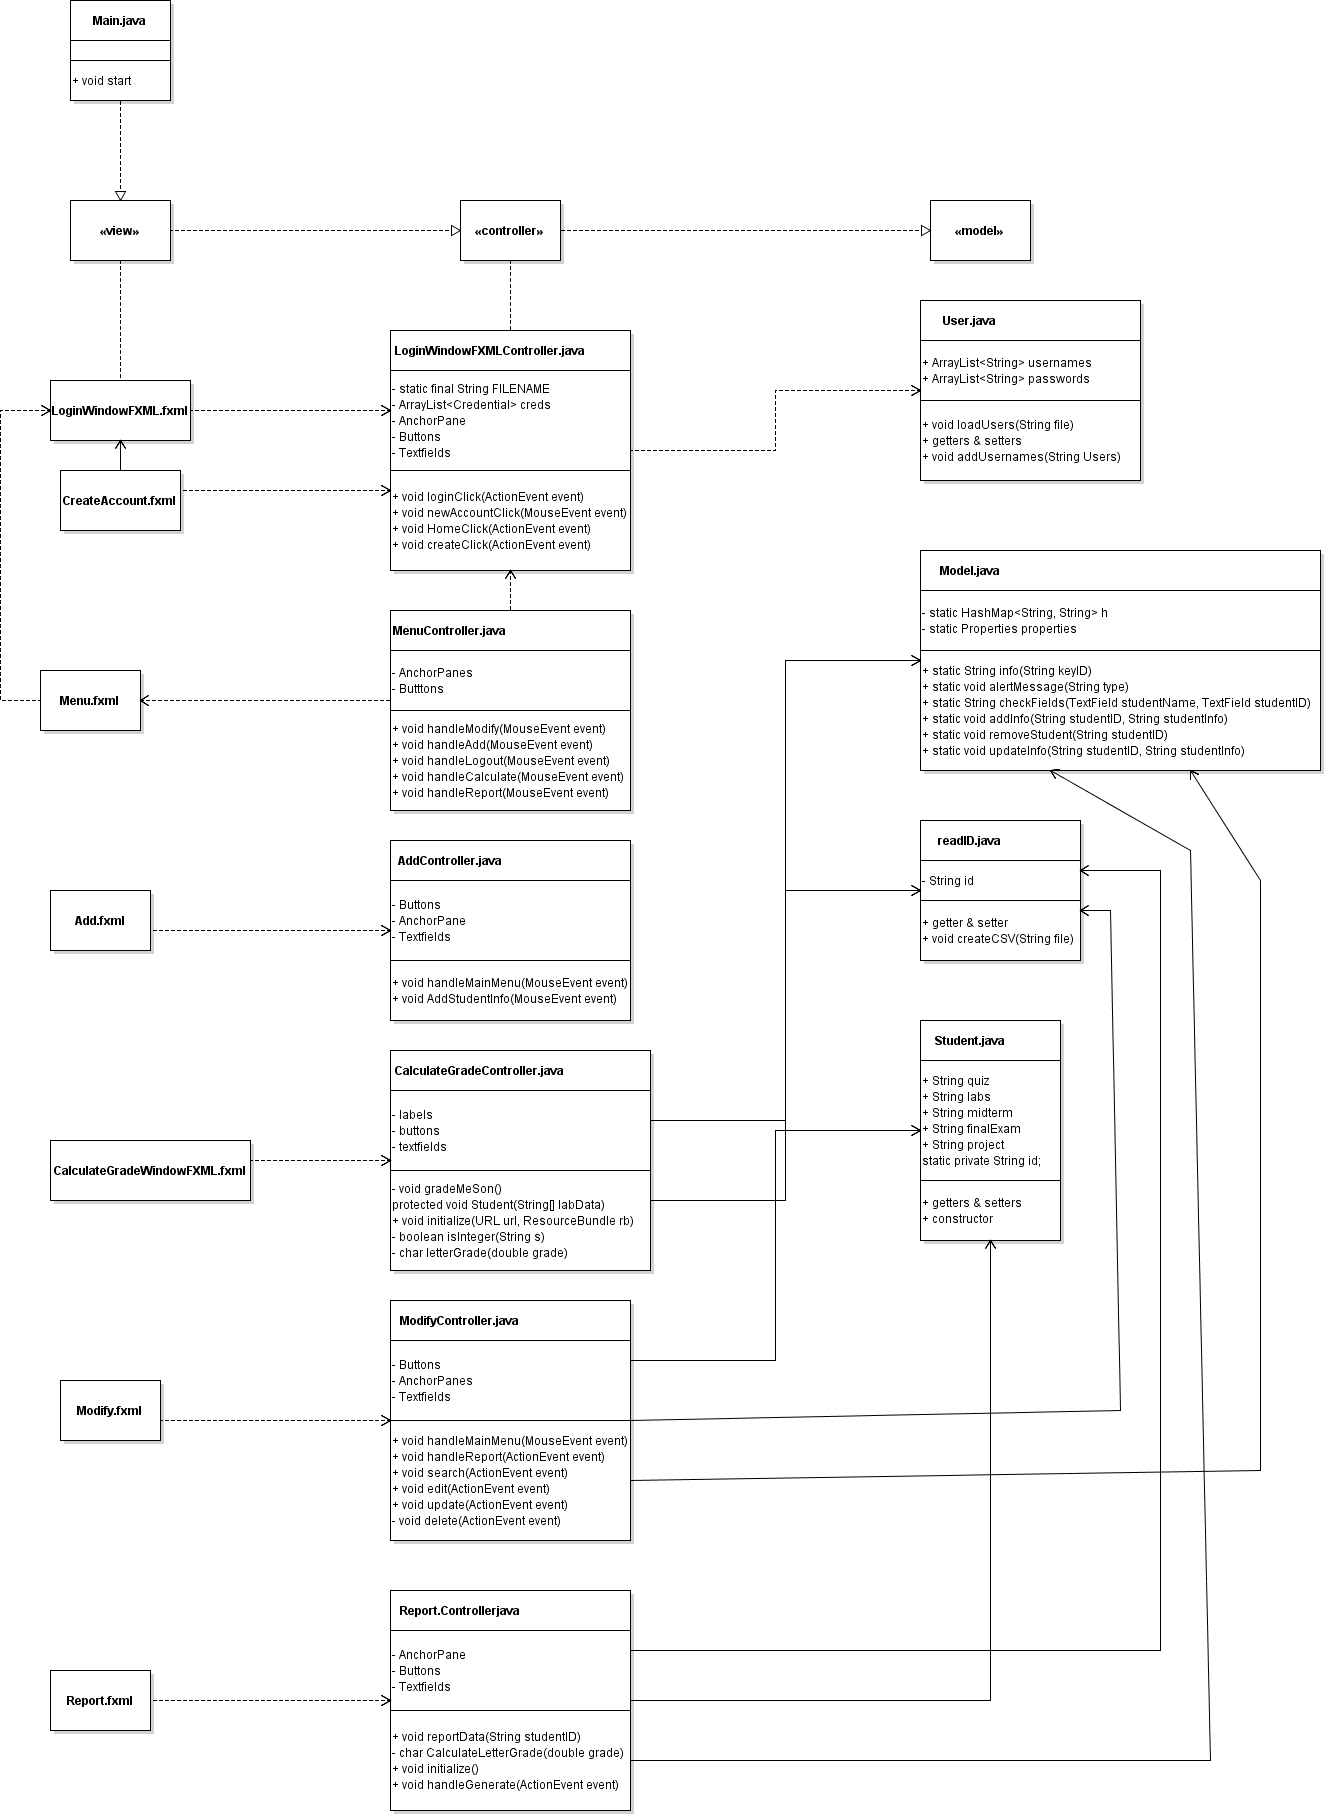 Main.java
+ void start
«view»
«controller»
«model»
LoginWindowFXML.fxml
CreateAccount.fxml
Menu.fxml
Add.fxml
CalculateGradeWindowFXML.fxml
Modify.fxml
Report.fxml
LoginWindowFXMLController.java
- static final String FILENAME
- ArrayList<Credential> creds
- AnchorPane
- Buttons
- Textfields
+ void loginClick(ActionEvent event)
+ void newAccountClick(MouseEvent event)
+ void HomeClick(ActionEvent event)
+ void createClick(ActionEvent event)
MenuController.java
- AnchorPanes
- Butttons
+ void handleModify(MouseEvent event)
+ void handleAdd(MouseEvent event)
+ void handleLogout(MouseEvent event)
+ void handleCalculate(MouseEvent event)
+ void handleReport(MouseEvent event)
AddController.java
- Buttons
- AnchorPane
- Textfields
+ void handleMainMenu(MouseEvent event)
+ void AddStudentInfo(MouseEvent event)
CalculateGradeController.java
- labels
- buttons
- textfields
- void gradeMeSon()
protected void Student(String[] labData)
+ void initialize(URL url, ResourceBundle rb)
- boolean isInteger(String s)
- char letterGrade(double grade)
ModifyController.java
- Buttons
- AnchorPanes
- Textfields
+ void handleMainMenu(MouseEvent event)
+ void handleReport(ActionEvent event)
+ void search(ActionEvent event)
+ void edit(ActionEvent event)
+ void update(ActionEvent event)
- void delete(ActionEvent event)
Report.Controllerjava
- AnchorPane
- Buttons
- Textfields
+ void reportData(String studentID)
- char CalculateLetterGrade(double grade)
+ void initialize()
+ void handleGenerate(ActionEvent event)
User.java
+ ArrayList<String> usernames
+ ArrayList<String> passwords
+ void loadUsers(String file)
+ getters & setters
+ void addUsernames(String Users)
Model.java
- static HashMap<String, String> h
- static Properties properties
+ static String info(String keyID)
+ static void alertMessage(String type)
+ static String checkFields(TextField studentName, TextField studentID)
+ static void addInfo(String studentID, String studentInfo)
+ static void removeStudent(String studentID)
+ static void updateInfo(String studentID, String studentInfo)
readID.java
- String id
+ getter & setter
+ void createCSV(String file)
Student.java
+ String quiz
+ String labs
+ String midterm
+ String finalExam
+ String project
static private String id;
+ getters & setters
+ constructor